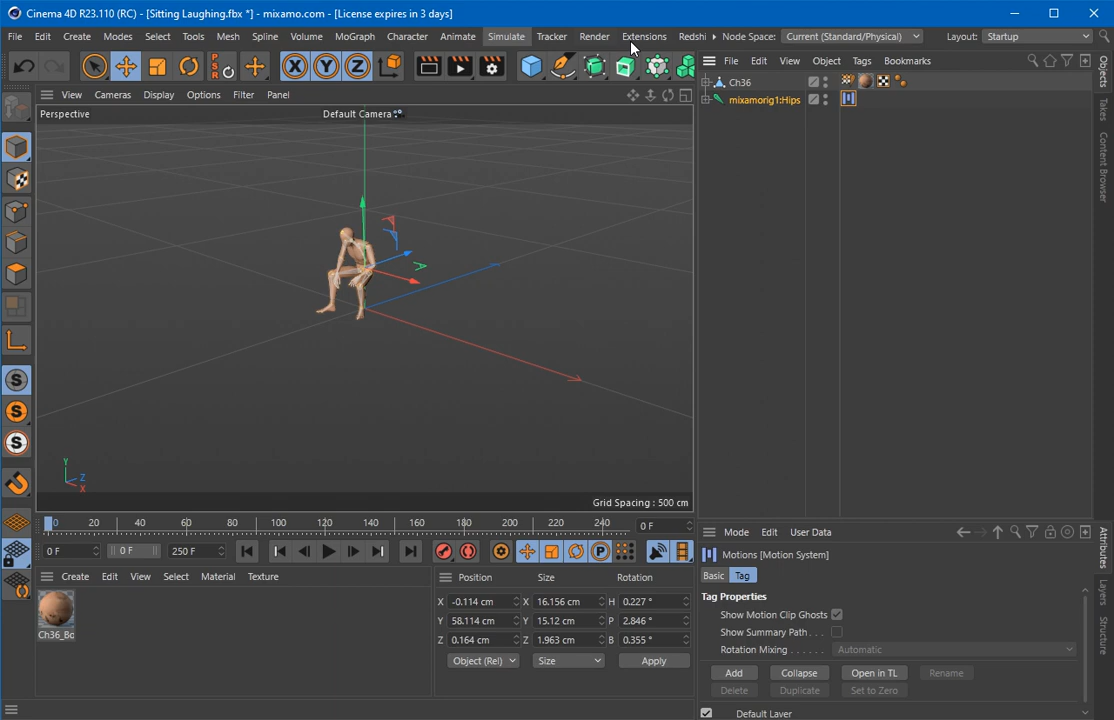 Cinema 4D R23.110 (RC) - [Sitting Laughing.fbx *] - mixamo.com - [License expires in 3 days]
File Edit Create Modes Select Tools Mesh Spline Volume MoGraph Character Animate Simulate Tracker Render Extensions Redshi Node Space: Current (Standard/Physical) Layout: Startup
X Y Z
P S R
File Edit View Object Tags Bookmarks
View Cameras Display Options Filter Panel
Perspective
Default Camera
Ch36
mixamorig1:Hips
Objects
Takes
Content Browser
S
S
S
Y
Z
X
Grid Spacing : 500 cm
0 20 40 60 80 100 120 140 160 180 200 220 240 0 F
0 F 0 F 250 F P
Create Edit View Select Material Texture
Ch36_Bo
Position Size Rotation
X -0.114 cm X 16.156 cm H 0.227 °
Y 58.114 cm Y 15.12 cm P 2.846 °
Z 0.164 cm Z 1.963 cm B 0.355 °
Object (Rel) Size Apply
Mode Edit User Data
Motions [Motion System]
Basic Tag
Tag Properties
Show Motion Clip Ghosts
Show Summary Path . . .
Rotation Mixing . . . . . . Automatic
Add Collapse Open in TL Rename
Delete Duplicate Set to Zero
Default Layer
Attributes
Layers
Structure